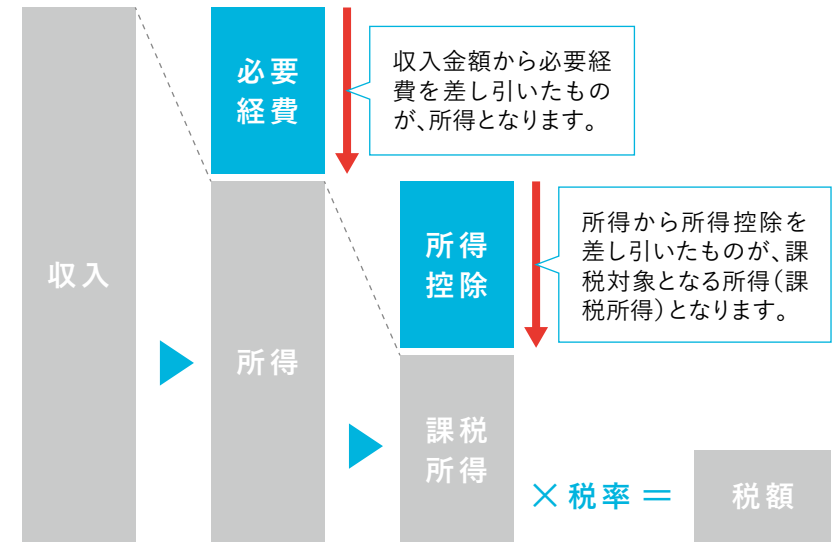 収入
必要
経費
収入金額から必要経
費を差し引いたもの
が、所得となります。
所得
所得
控除
所得から所得控除を
差し引いたものが、課
税対象となる所得(課
税所得)となります。
課税
所得
×税率＝
税額